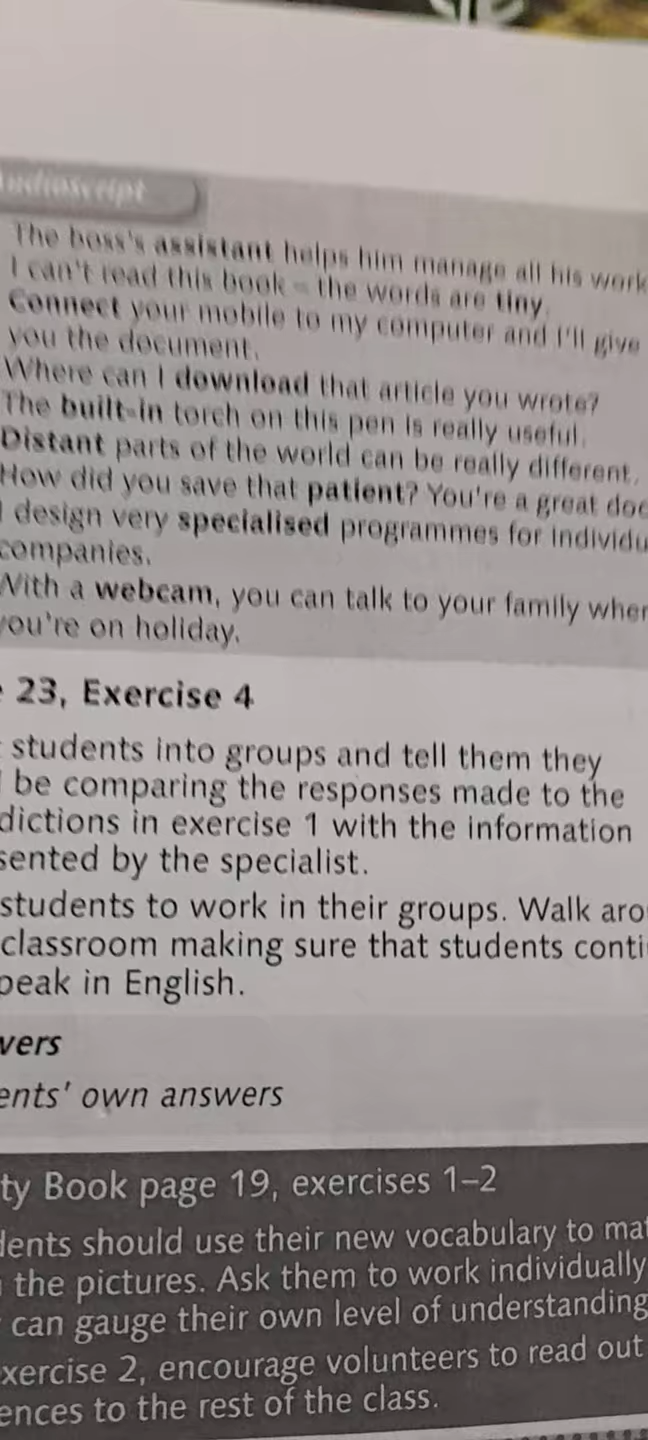 Audioscript
The boss's assistant helps him manage all his work
I can't read this book – the words are tiny.
Connect your mobile to my computer and I'll give
you the document.
Where can I download that article you wrote?
The built-in torch on this pen is really useful.
Distant parts of the world can be really different.
How did you save that patient? You're a great doc
I design very specialised programmes for individu
companies.
With a webcam, you can talk to your family when
you're on holiday.
e 23, Exercise 4
t students into groups and tell them they
l be comparing the responses made to the
dictions in exercise 1 with the information
sented by the specialist.
students to work in their groups. Walk aro
classroom making sure that students conti
peak in English.
wers
ents' own answers
ty Book page 19, exercises 1–2
dents should use their new vocabulary to mat
the pictures. Ask them to work individually
can gauge their own level of understanding
xercise 2, encourage volunteers to read out
ences to the rest of the class.